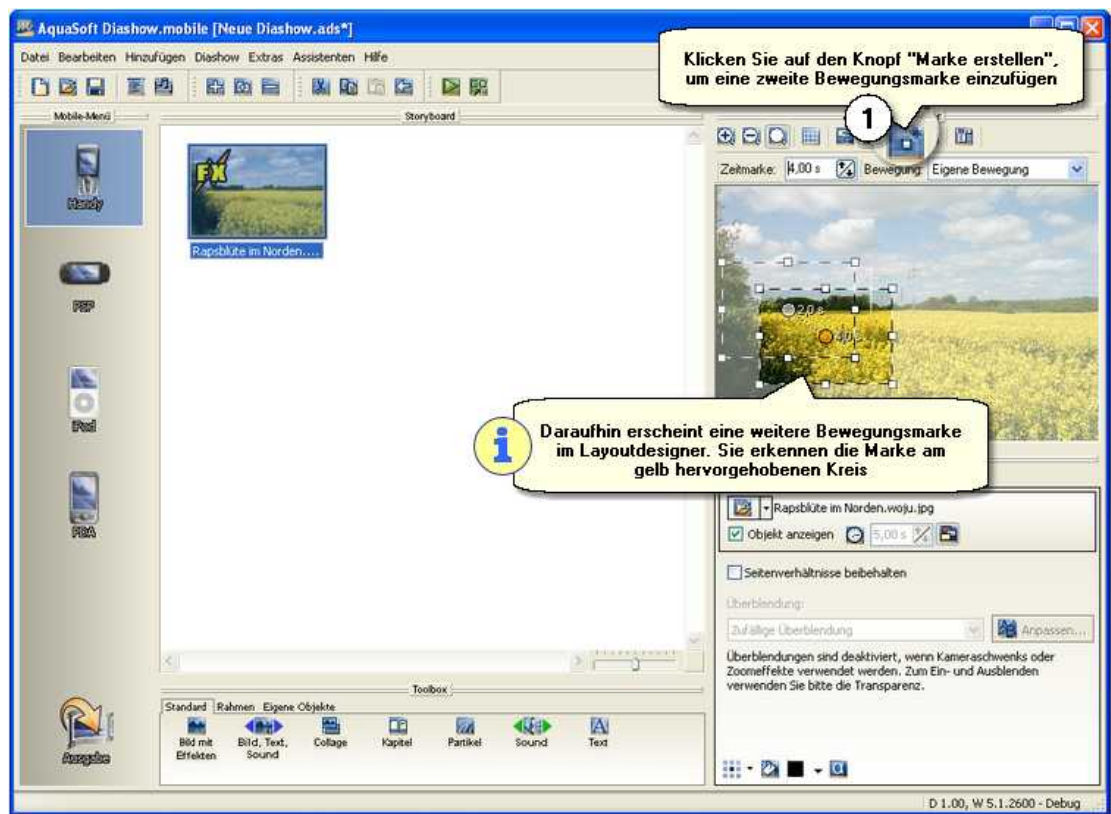 AquaSoft Diashow.mobile [Neue Diashow.ads*]
Datei Bearbeiten Hinzufügen Diashow Extras Assistenten Hilfe
Klicken Sie auf den Knopf "Marke erstellen",
um eine zweite Bewegungsmarke einzufügen
1
Mobile-Menü
Storyboard
Handy
PSP
iPod
PDA
Ausgabe
FX
Rapsblüte im Norden....
Zeitmarke: 4,00 s Bewegung: Eigene Bewegung
2,0 s
4,0 s
i
Daraufhin erscheint eine weitere Bewegungsmarke
im Layoutdesigner. Sie erkennen die Marke am
gelb hervorgehobenen Kreis
Rapsblüte im Norden.woju.jpg
Objekt anzeigen 5,00 s
Seitenverhältnisse beibehalten
Überblendung:
Zufällige Überblendung Anpassen...
Überblendungen sind deaktiviert, wenn Kameraschwenks oder
Zoomeffekte verwendet werden. Zum Ein- und Ausblenden
verwenden Sie bitte die Transparenz.
Toolbox
Standard Rahmen Eigene Objekte
Bild mit Effekten
Bild, Text, Sound
Collage
Kapitel
Partikel
Sound
Text
D 1.00, W 5.1.2600 - Debug